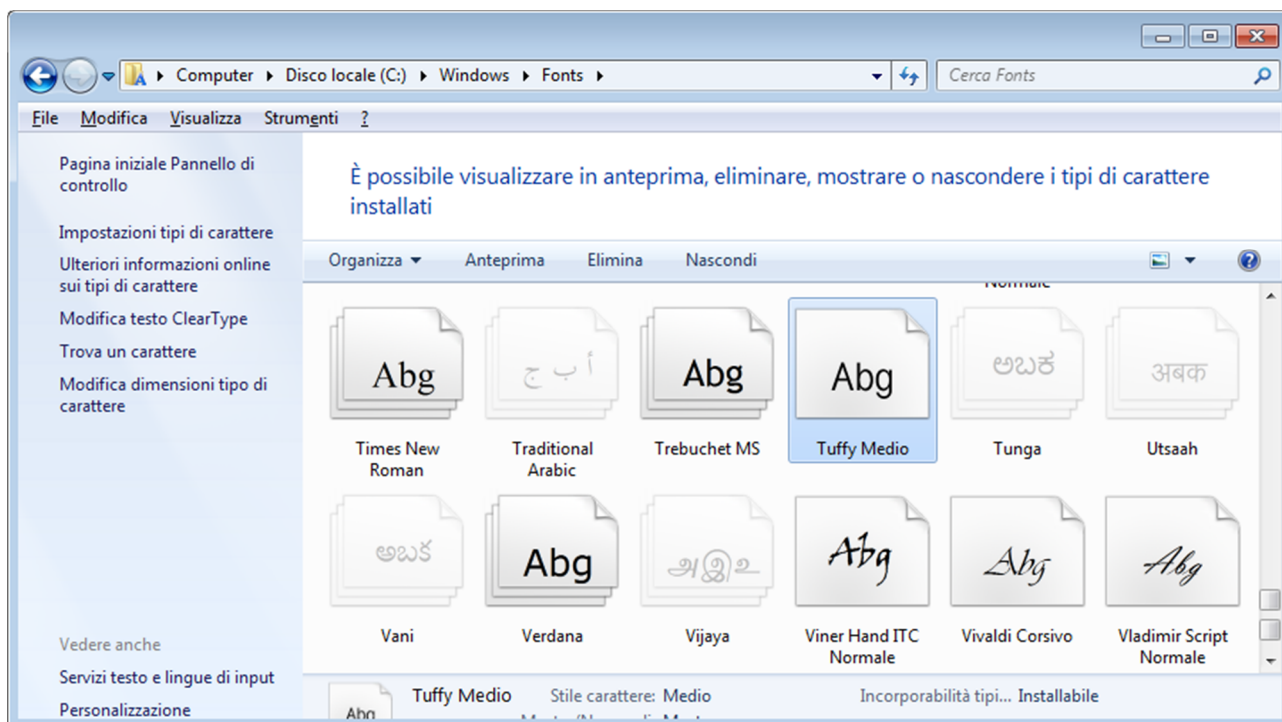 Computer ▸ Disco locale (C:) ▸ Windows ▸ Fonts ▸
Cerca Fonts
File Modifica Visualizza Strumenti ?
Pagina iniziale Pannello di
controllo
Impostazioni tipi di carattere
Ulteriori informazioni online
sui tipi di carattere
Modifica testo ClearType
Trova un carattere
Modifica dimensioni tipo di
carattere
Vedere anche
Servizi testo e lingue di input
Personalizzazione
È possibile visualizzare in anteprima, eliminare, mostrare o nascondere i tipi di carattere
installati
Organizza Anteprima Elimina Nascondi
Normale
Abg أ ب ج Abg Abg ಅಬಕ अबक
Times New
Roman
Traditional
Arabic
Trebuchet MS
Tuffy Medio
Tunga
Utsaah
అబక Abg அஇஉ Abg Abg Abg
Vani
Verdana
Vijaya
Viner Hand ITC
Normale
Vivaldi Corsivo
Vladimir Script
Normale
Abg
Tuffy Medio Stile carattere: Medio Incorporabilità tipi... Installabile